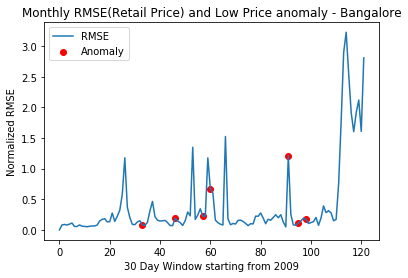 Monthly RMSE(Retail Price) and Low Price anomaly - Bangalore
RMSE
Anomaly
Normalized RMSE
3.0
2.5
2.0
1.5
1.0
0.5
0.0
0 20 40 60 80 100 120
30 Day Window starting from 2009